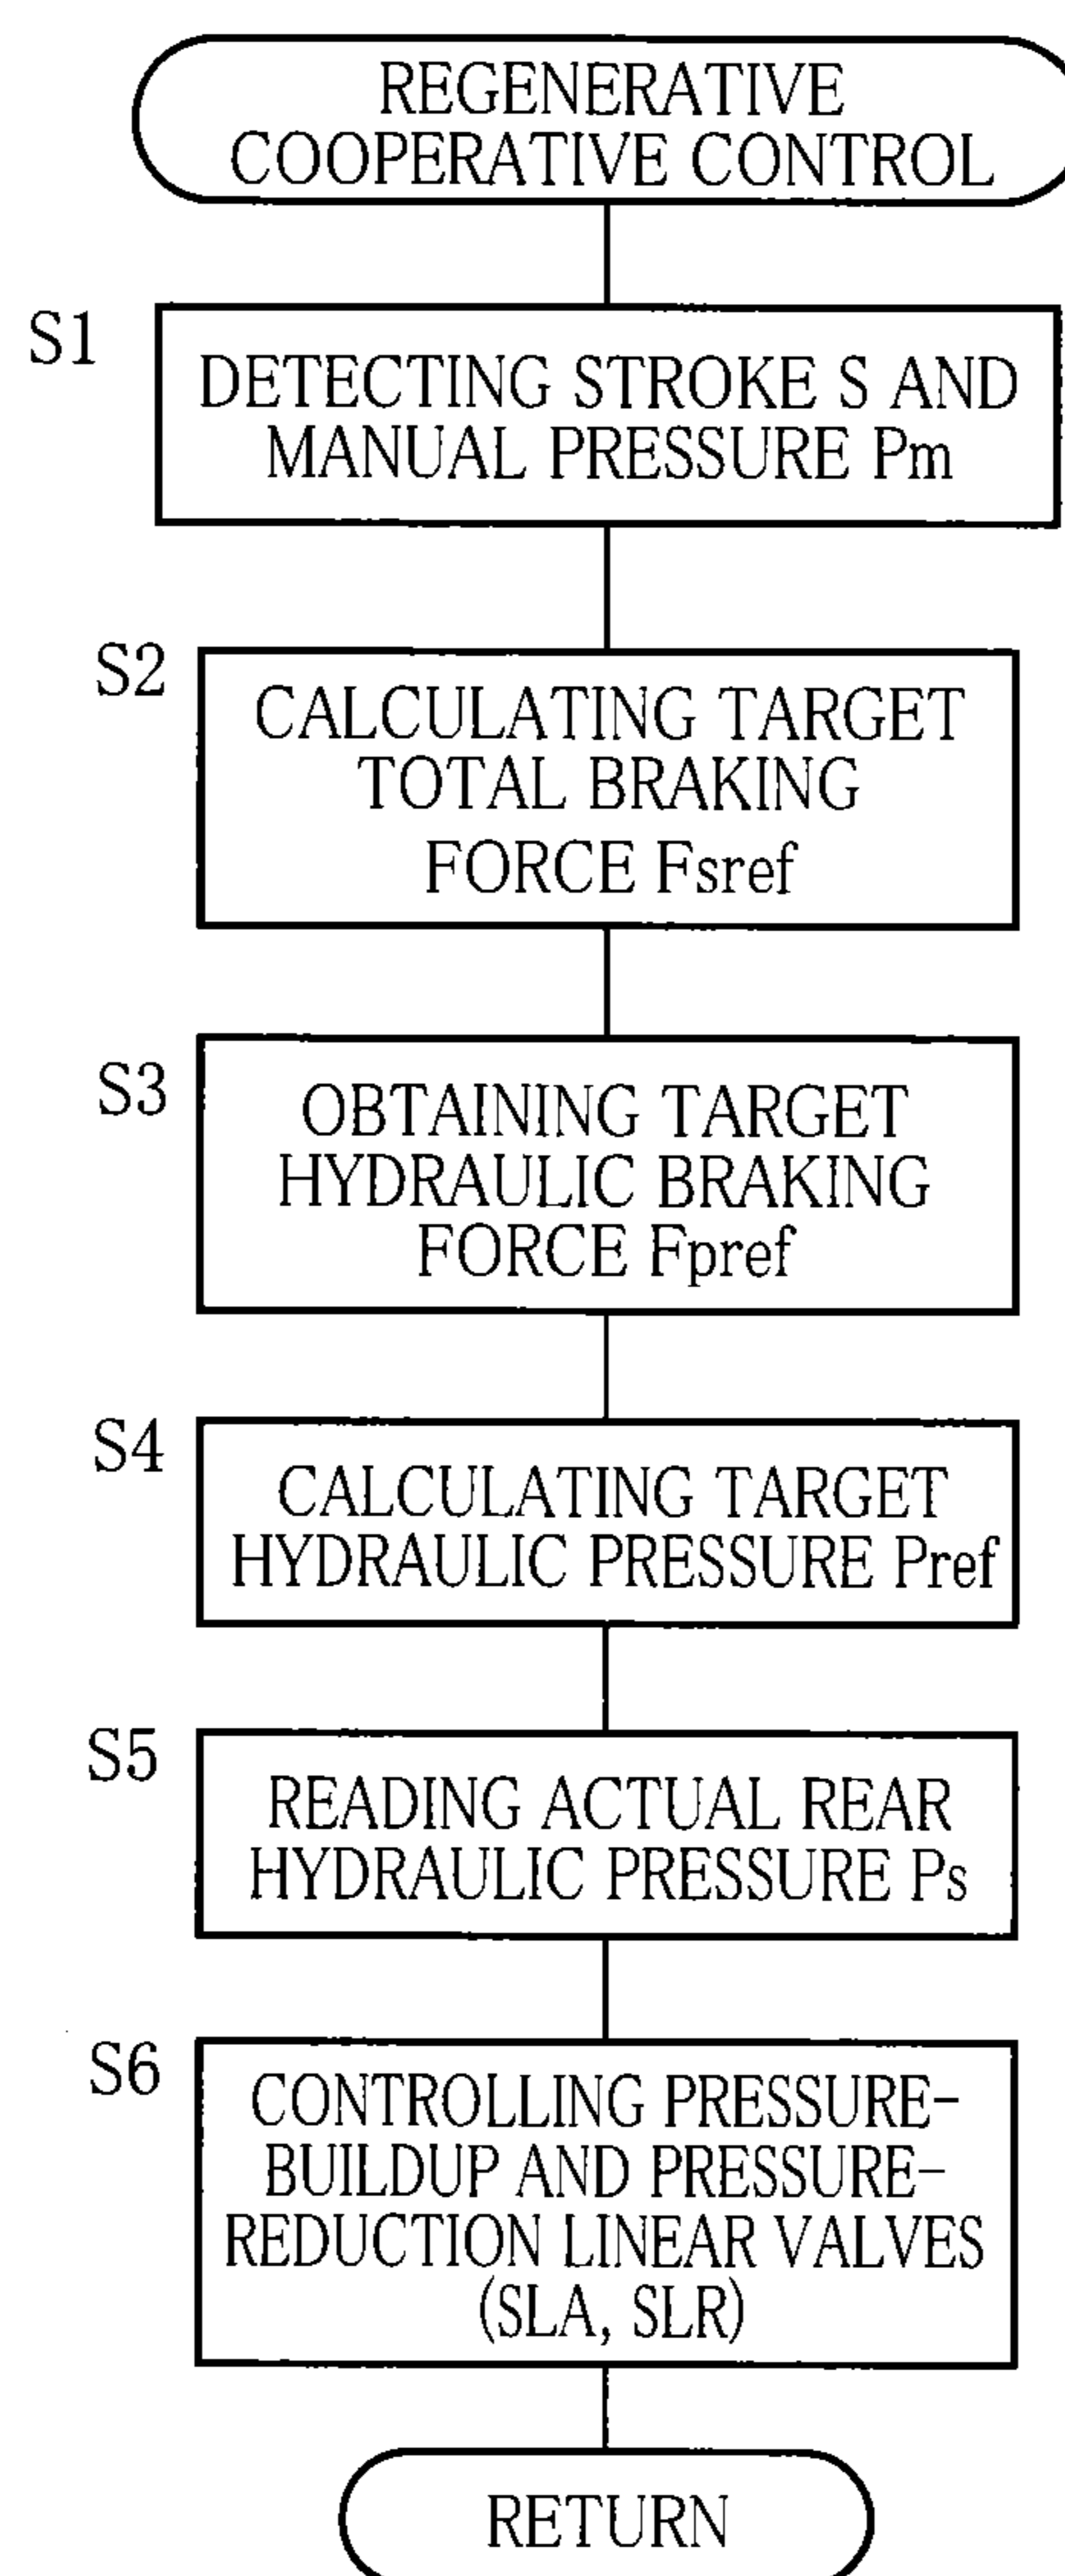 REGENERATIVE
COOPERATIVE CONTROL
S1
DETECTING STROKE S AND
MANUAL PRESSURE Pm
S2
CALCULATING TARGET
TOTAL BRAKING
FORCE Fsref
S3
OBTAINING TARGET
HYDRAULIC BRAKING
FORCE Fpref
S4
CALCULATING TARGET
HYDRAULIC PRESSURE Pref
S5
READING ACTUAL REAR
HYDRAULIC PRESSURE Ps
S6
CONTROLLING PRESSURE-
BUILDUP AND PRESSURE-
REDUCTION LINEAR VALVES
(SLA, SLR)
RETURN